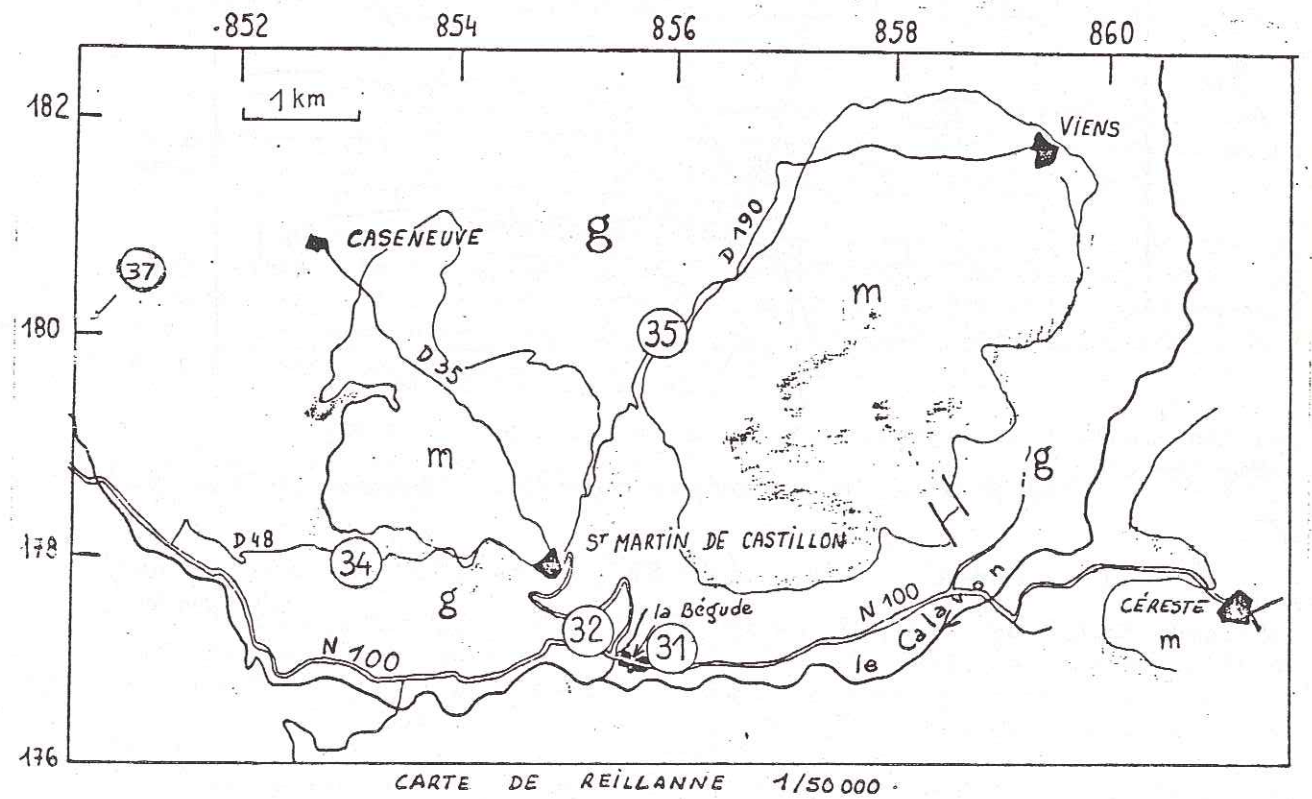 .852 854 856 858 860
182
1 km
VIENS
D 190
CASENEUVE
g
37
m
180
35
D 35
m
g
178
D 48
34
ST MARTIN DE CASTILLON
g
la Bégude
N 100
le Calavon
CÉRESTE
m
32
31
N 100
176
CARTE DE REILLANNE 1/50 000.